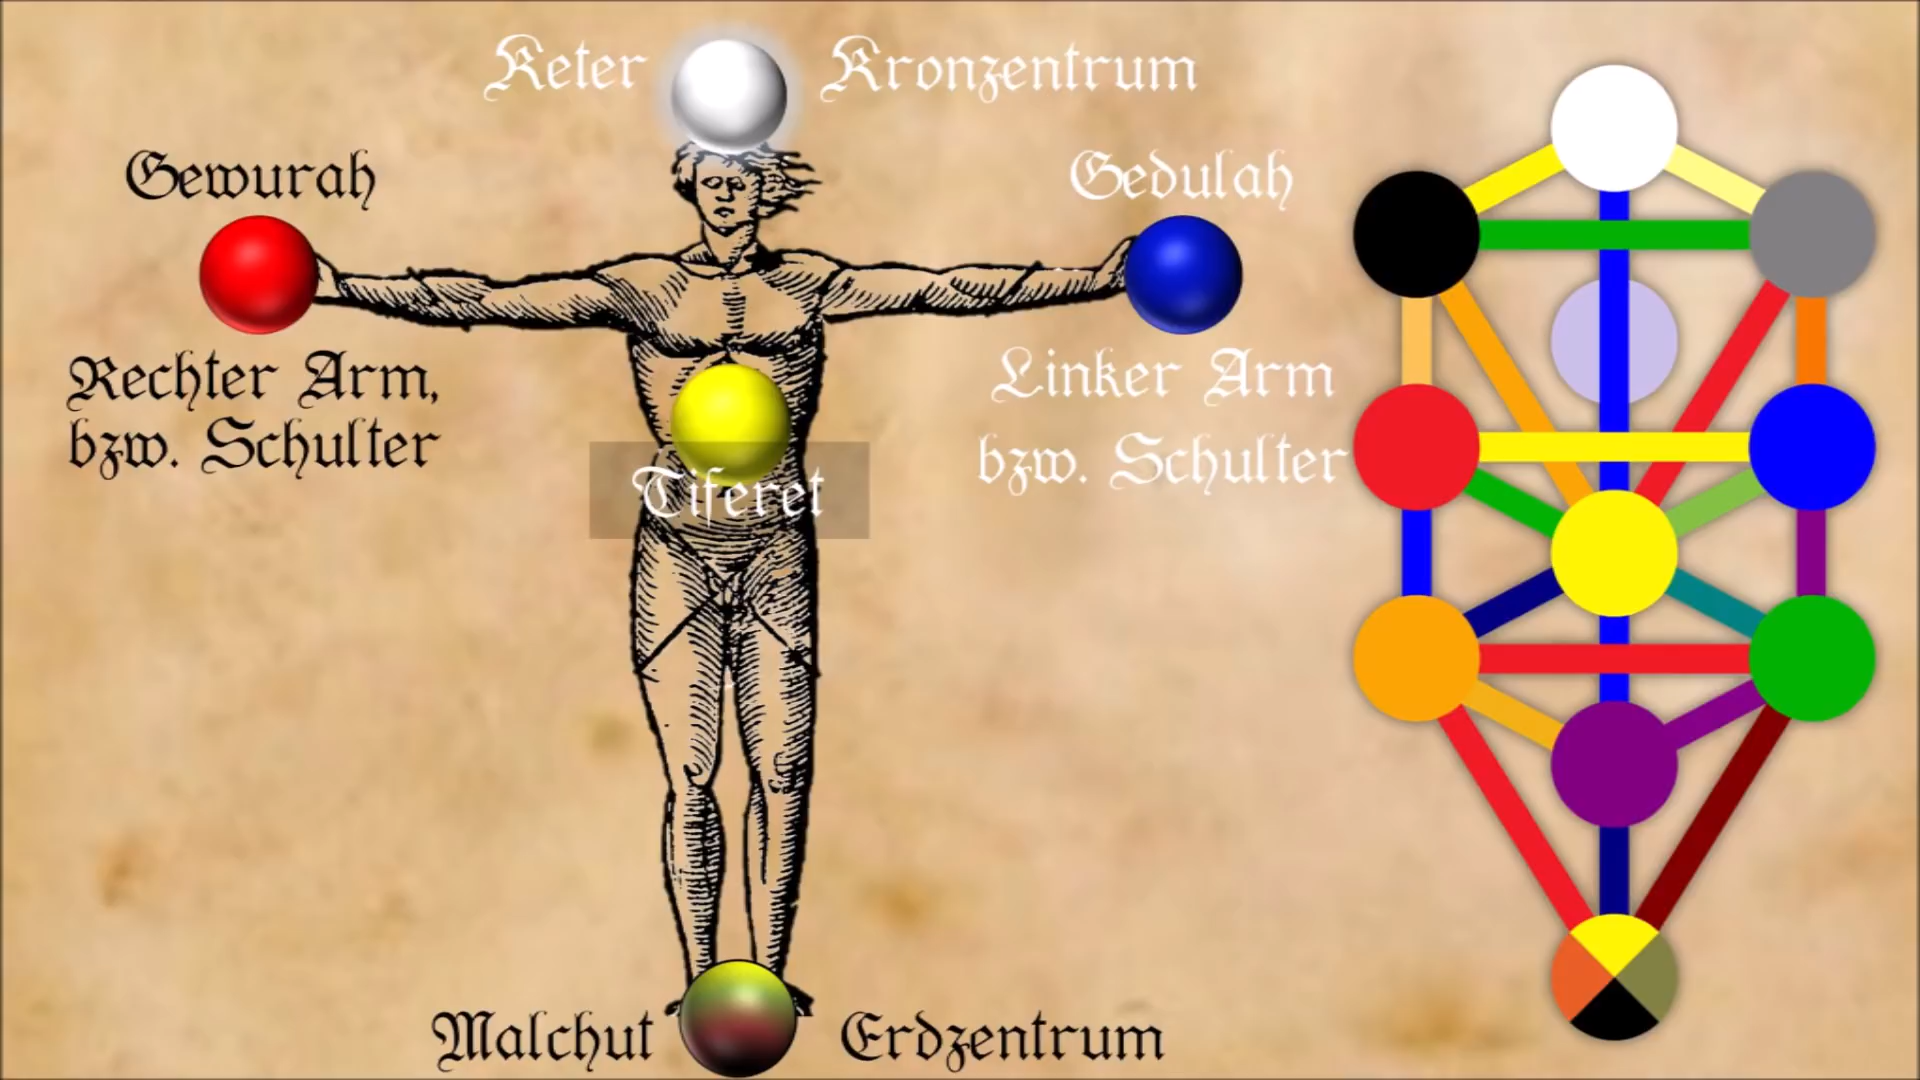 Keter Kronzentrum
Gewurah
Gedulah
Rechter Arm,
bzw. Schulter
Linker Arm
bzw. Schulter
Tiferet
Malchut Erdzentrum